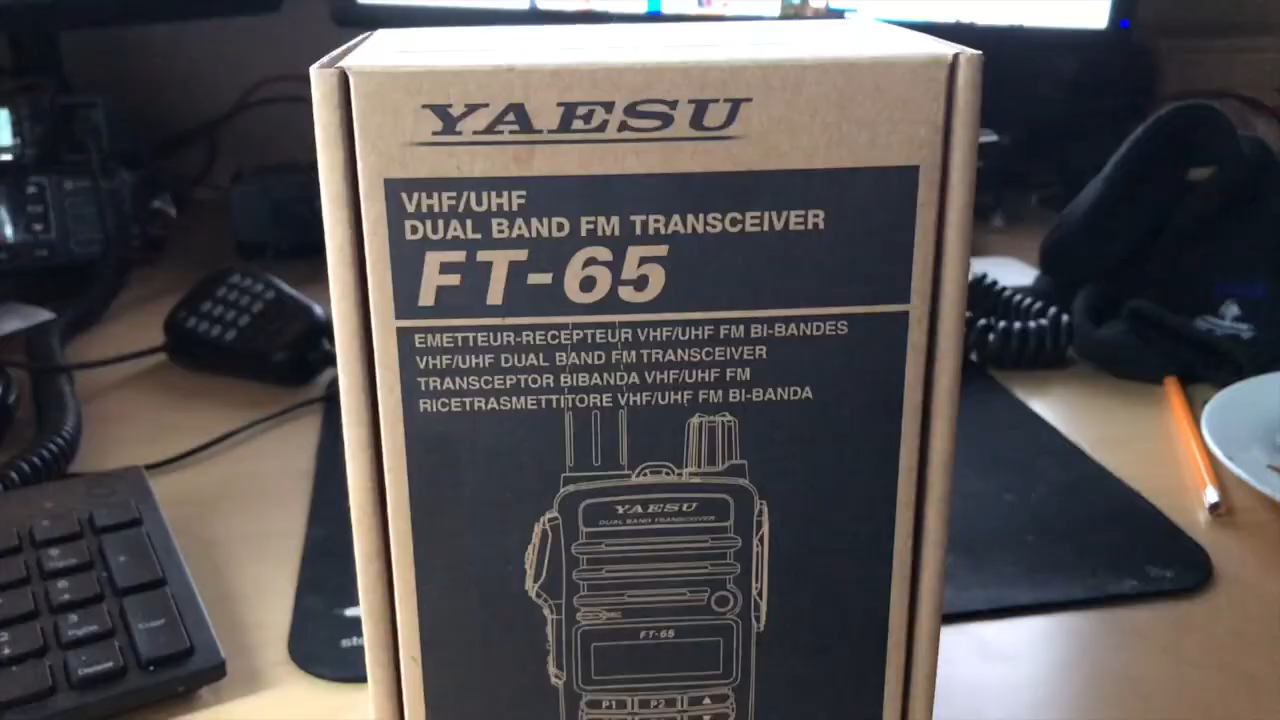 YAESU
VHF/UHF
DUAL BAND FM TRANSCEIVER
FT-65
EMETTEUR-RECEPTEUR VHF/UHF FM BI-BANDES
VHF/UHF DUAL BAND FM TRANSCEIVER
TRANSCEPTOR BIBANDA VHF/UHF FM
RICETRASMETTITORE VHF/UHF FM BI-BANDA
YAESU
DUAL BAND TRANSCEIVER
FT-65
P1 P2
Enter